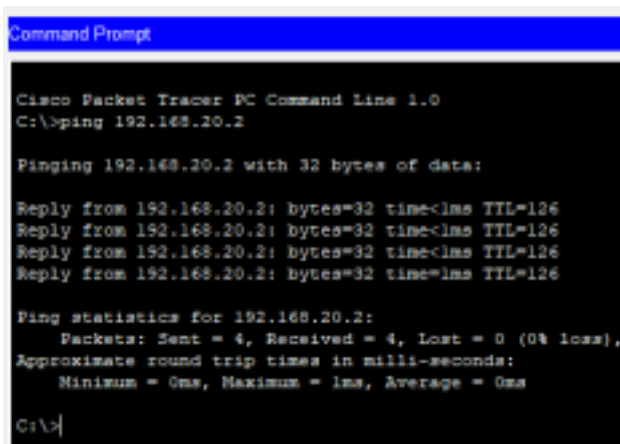 Command Prompt
Cisco Packet Tracer PC Command Line 1.0
C:\>ping 192.168.20.2
Pinging 192.168.20.2 with 32 bytes of data:
Reply from 192.168.20.2: bytes=32 time<1ms TTL=126
Reply from 192.168.20.2: bytes=32 time<1ms TTL=126
Reply from 192.168.20.2: bytes=32 time<1ms TTL=126
Reply from 192.168.20.2: bytes=32 time=1ms TTL=126
Ping statistics for 192.168.20.2:
Packets: Sent = 4, Received = 4, Lost = 0 (0% loss),
Approximate round trip times in milli-seconds:
Minimum = 0ms, Maximum = 1ms, Average = 0ms
C:\>